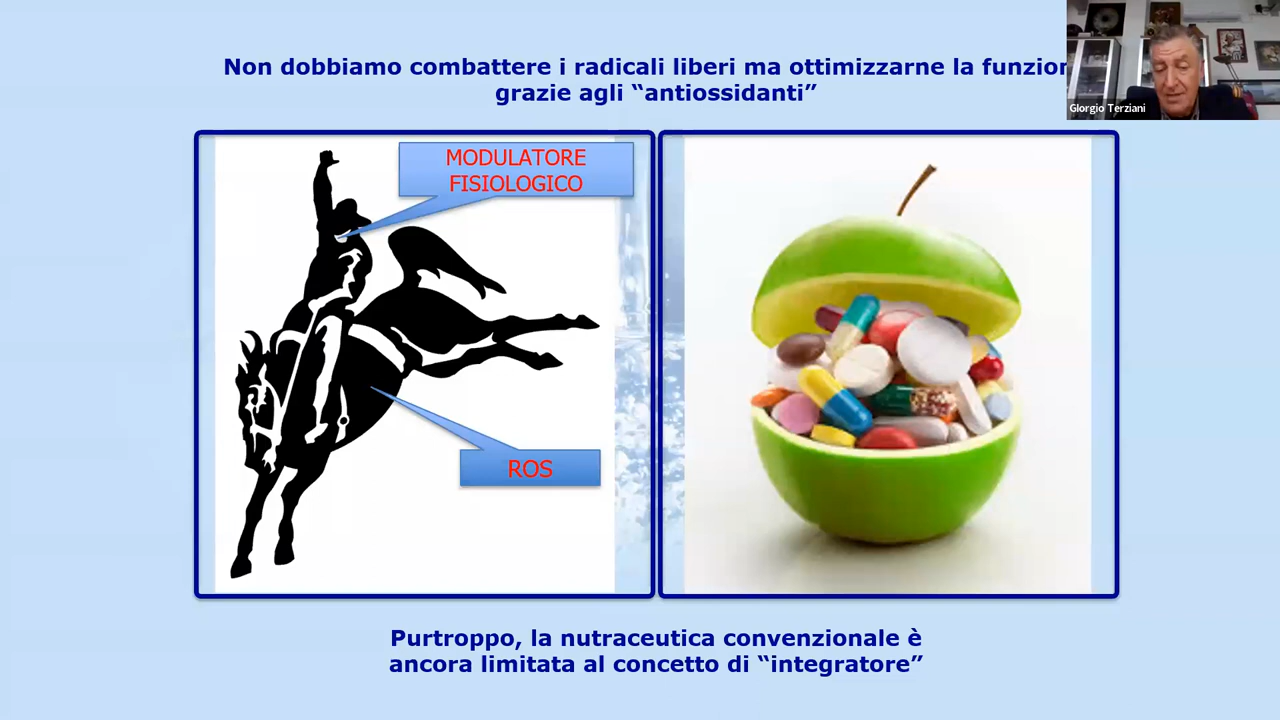 Non dobbiamo combattere i radicali liberi ma ottimizzarne la
grazie agli “antiossidanti”
Giorgio Terziani
MODULATORE
FISIOLOGICO
ROS
Purtroppo, la nutraceutica convenzionale è
ancora limitata al concetto di “integratore”